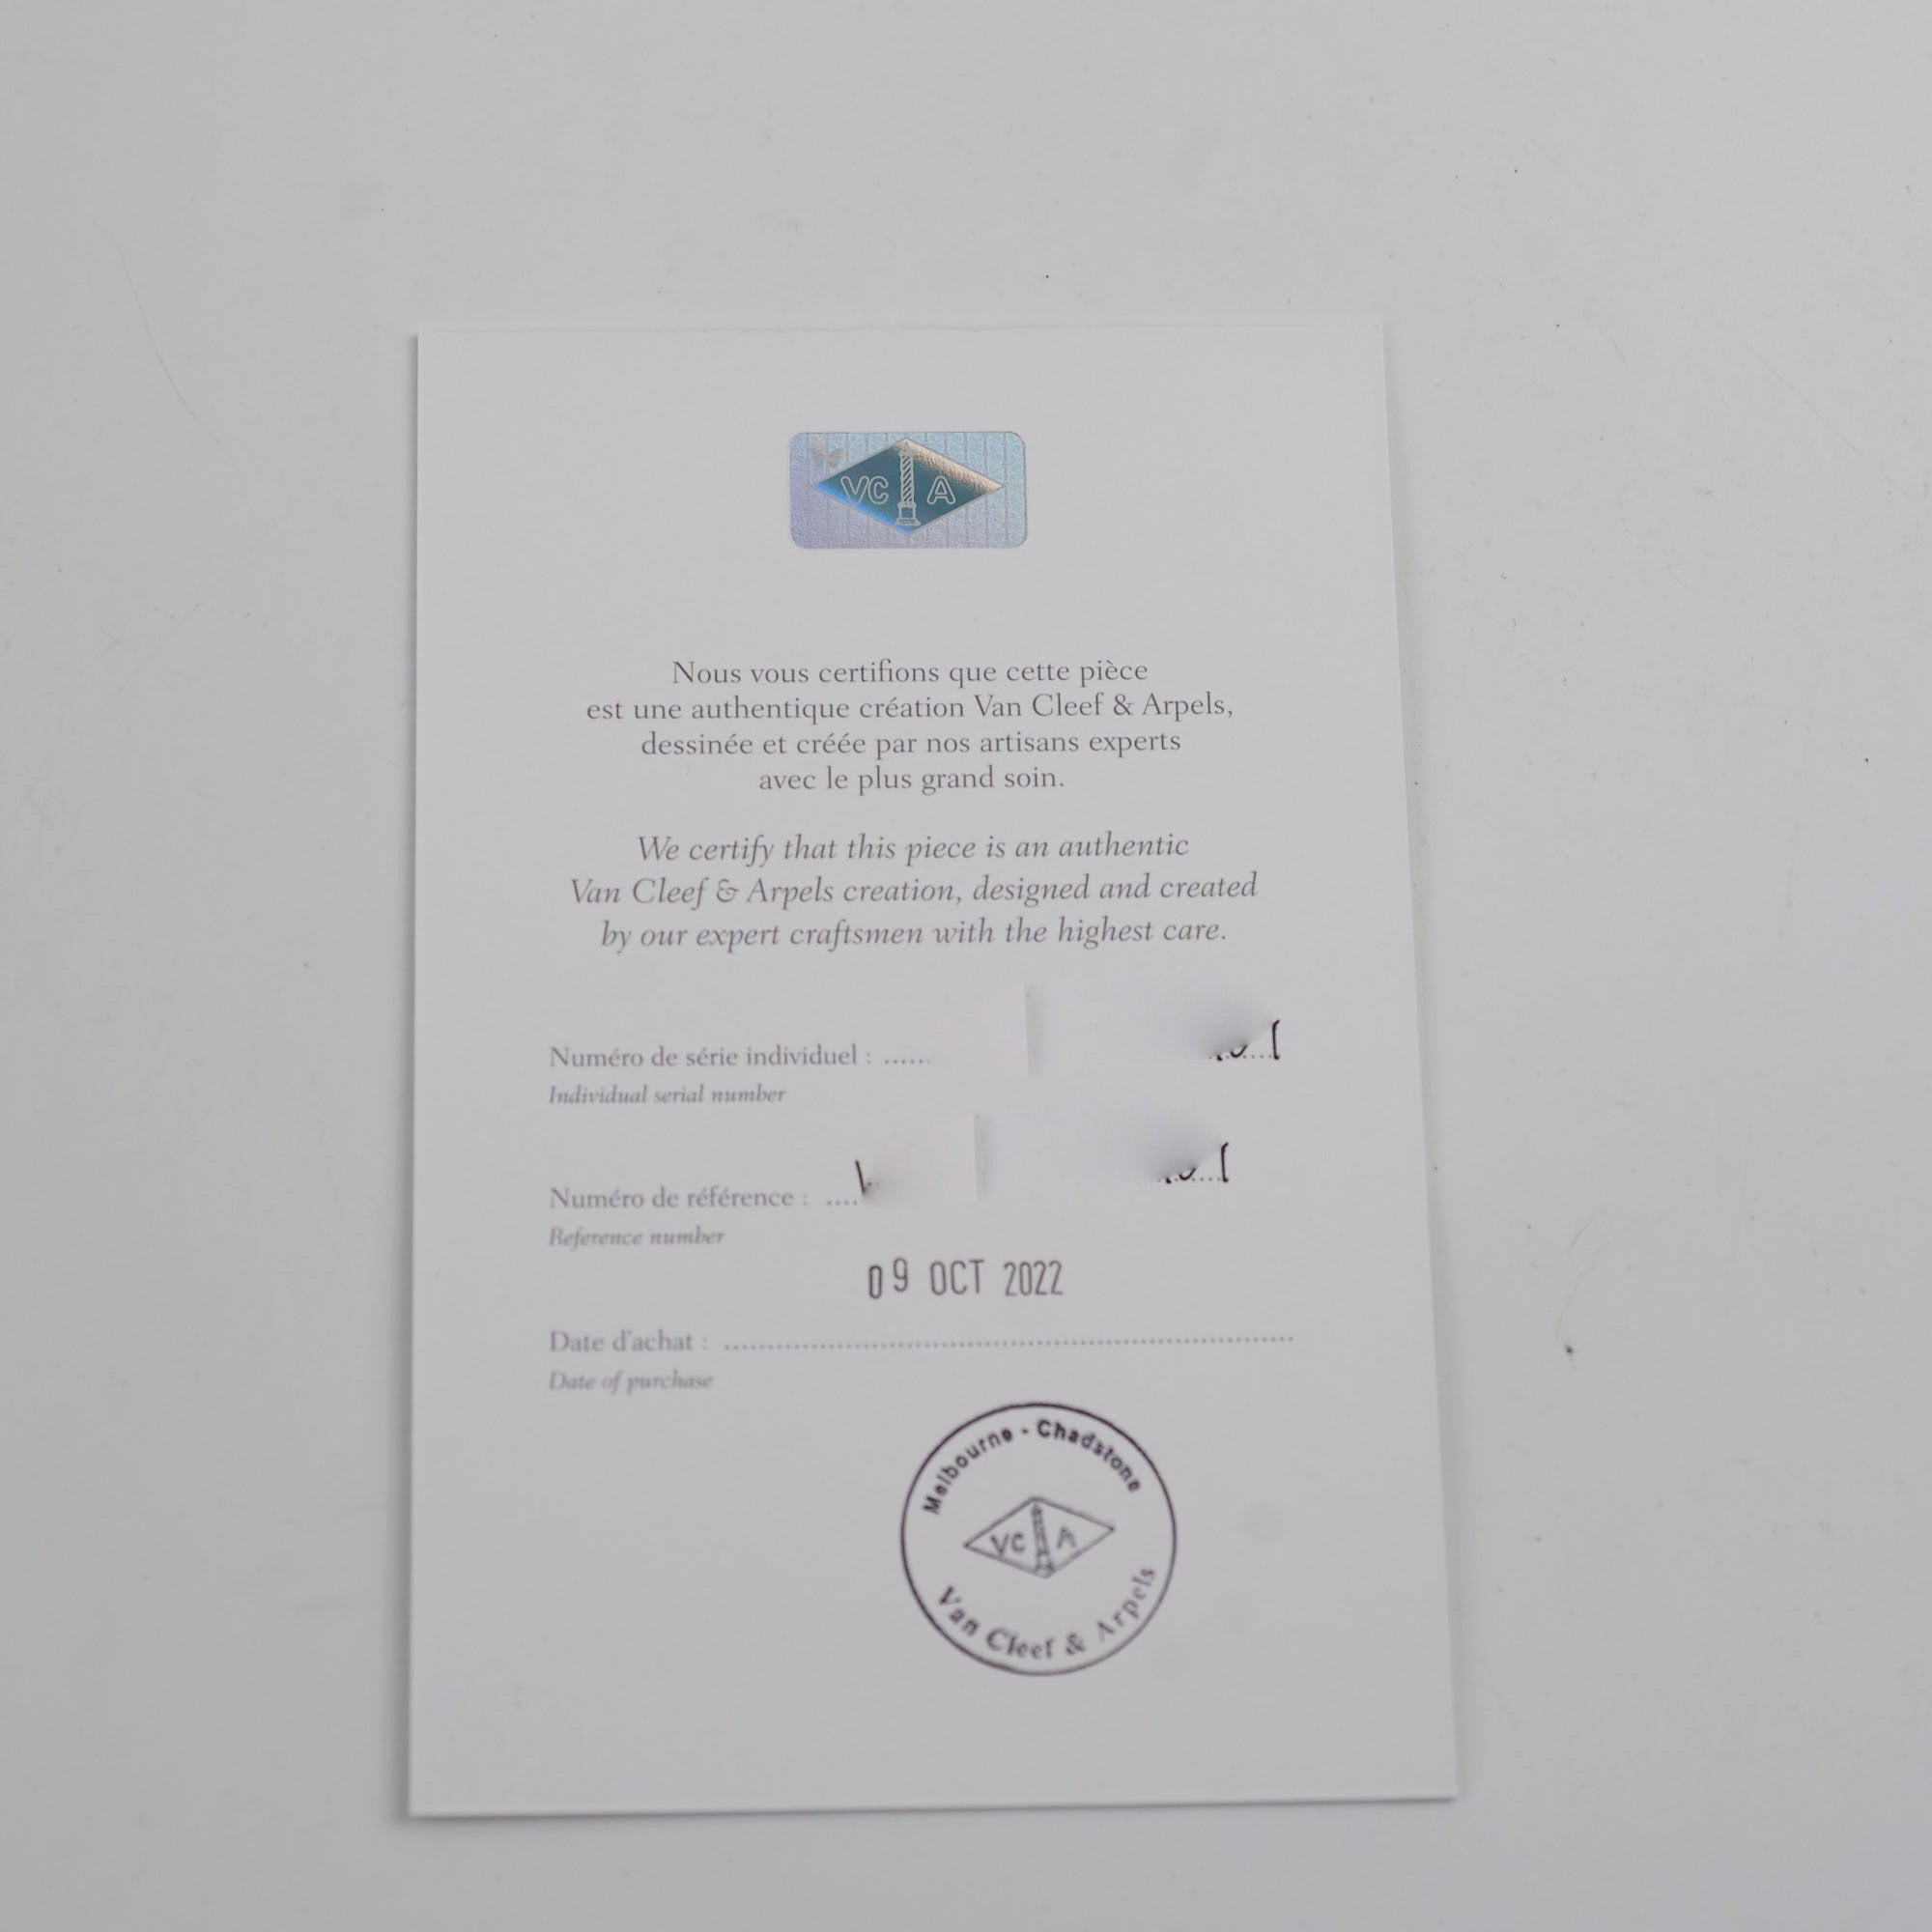 VC A
Nous vous certifions que cette pièce
est une authentique création Van Cleef & Arpels,
dessinée et créée par nos artisans experts
avec le plus grand soin.
We certify that this piece is an authentic
Van Cleef & Arpels creation, designed and created
by our expert craftsmen with the highest care.
Numéro de série individuel : ......
Individual serial number
Numéro de référence : ....
Reference number
09 OCT 2022
Date d'achat : ................................................................
Date of purchase
Melbourne - Chadstone
VC A
Van Cleef & Arpels